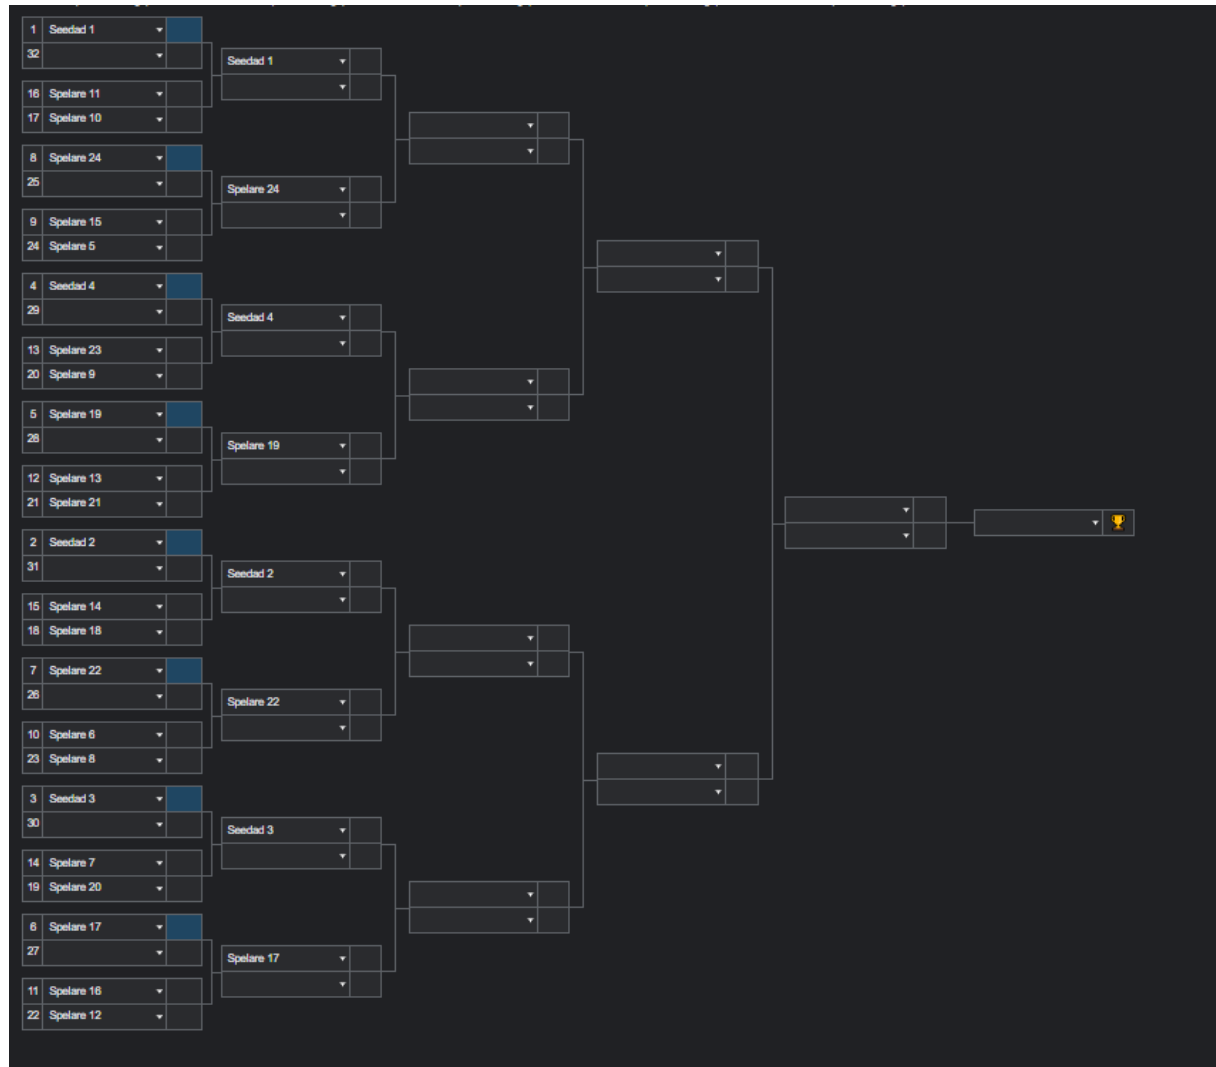 1 Seedad 1
32
16 Spelare 11
17 Spelare 10
8 Spelare 24
25
9 Spelare 15
24 Spelare 5
4 Seedad 4
29
13 Spelare 23
20 Spelare 9
5 Spelare 19
28
12 Spelare 13
21 Spelare 21
2 Seedad 2
31
15 Spelare 14
18 Spelare 18
7 Spelare 22
26
10 Spelare 6
23 Spelare 8
3 Seedad 3
30
14 Spelare 7
19 Spelare 20
6 Spelare 17
27
11 Spelare 16
22 Spelare 12
Seedad 1
Spelare 24
Seedad 4
Spelare 19
Seedad 2
Spelare 22
Seedad 3
Spelare 17